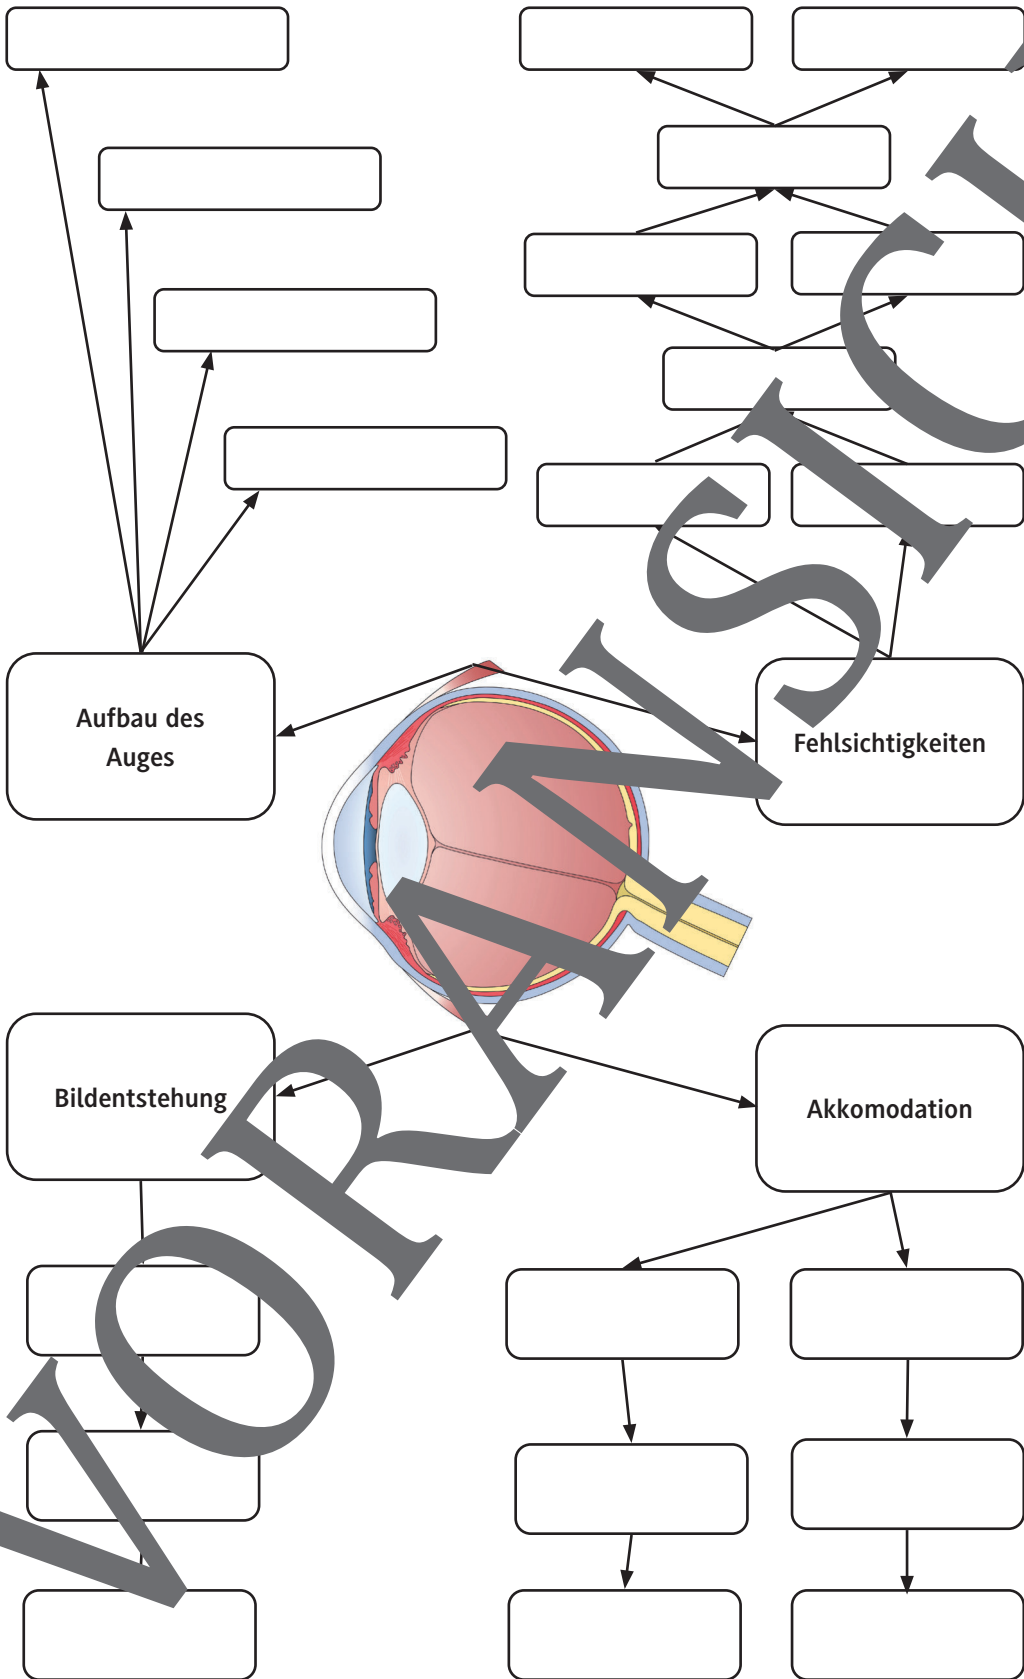 Aufbau des
Auges
Fehlsichtigkeiten
Bildentstehung
Akkomodation
VORANSICHT